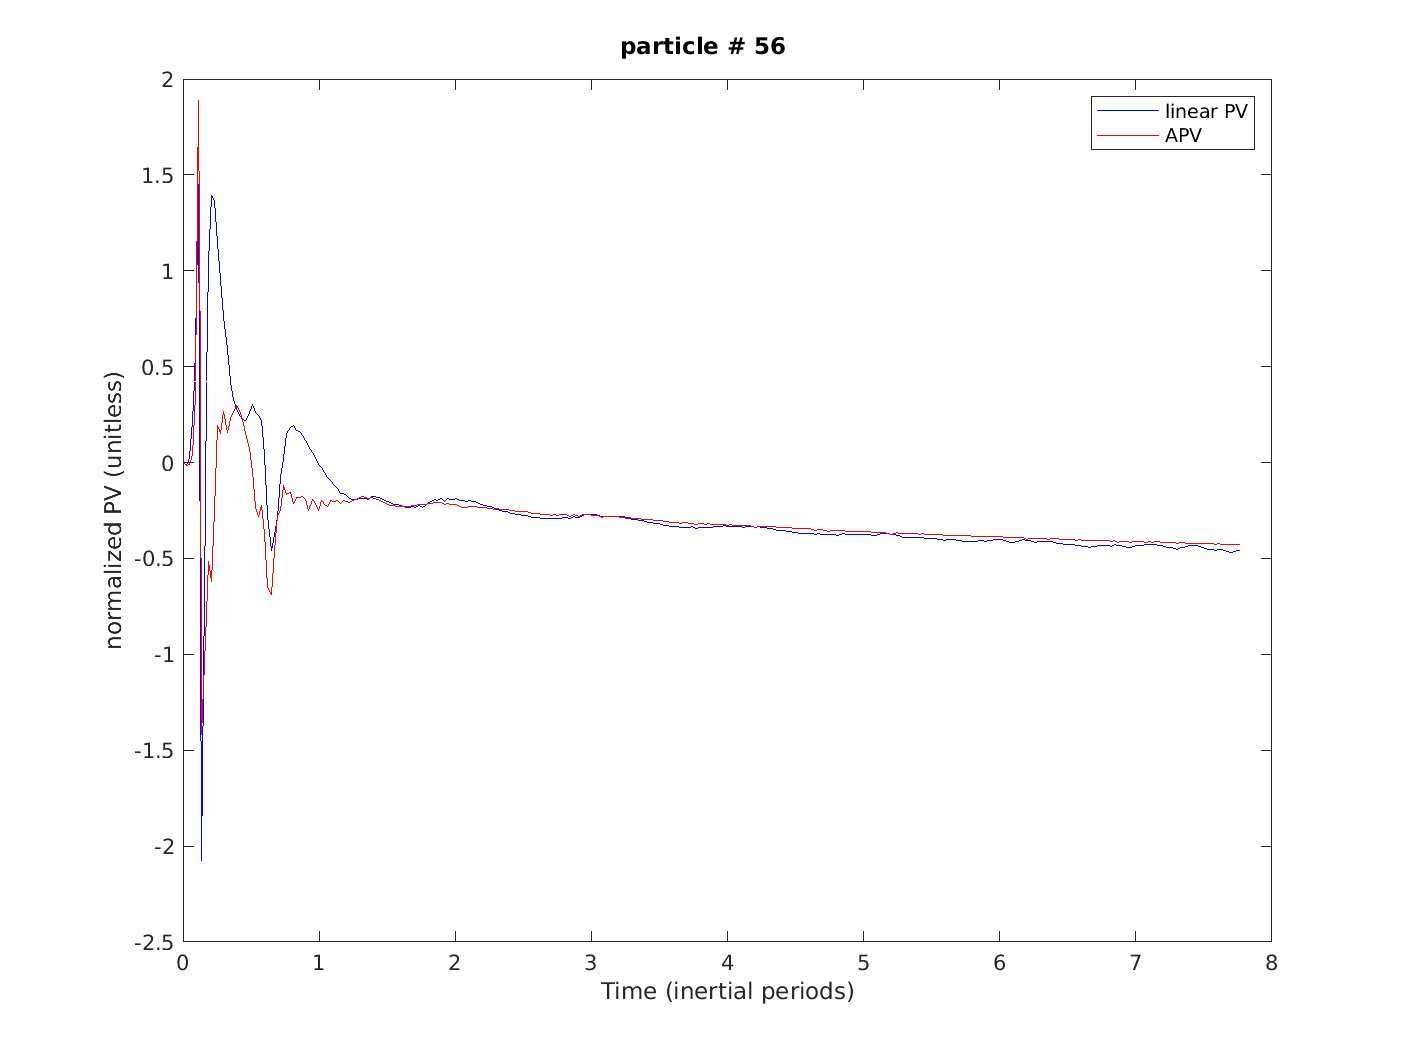 particle # 56
linear PV
APV
normalized PV (unitless)
2
1.5
1
0.5
0
-0.5
-1
-1.5
-2
-2.5
0 1 2 3 4 5 6 7 8
Time (inertial periods)